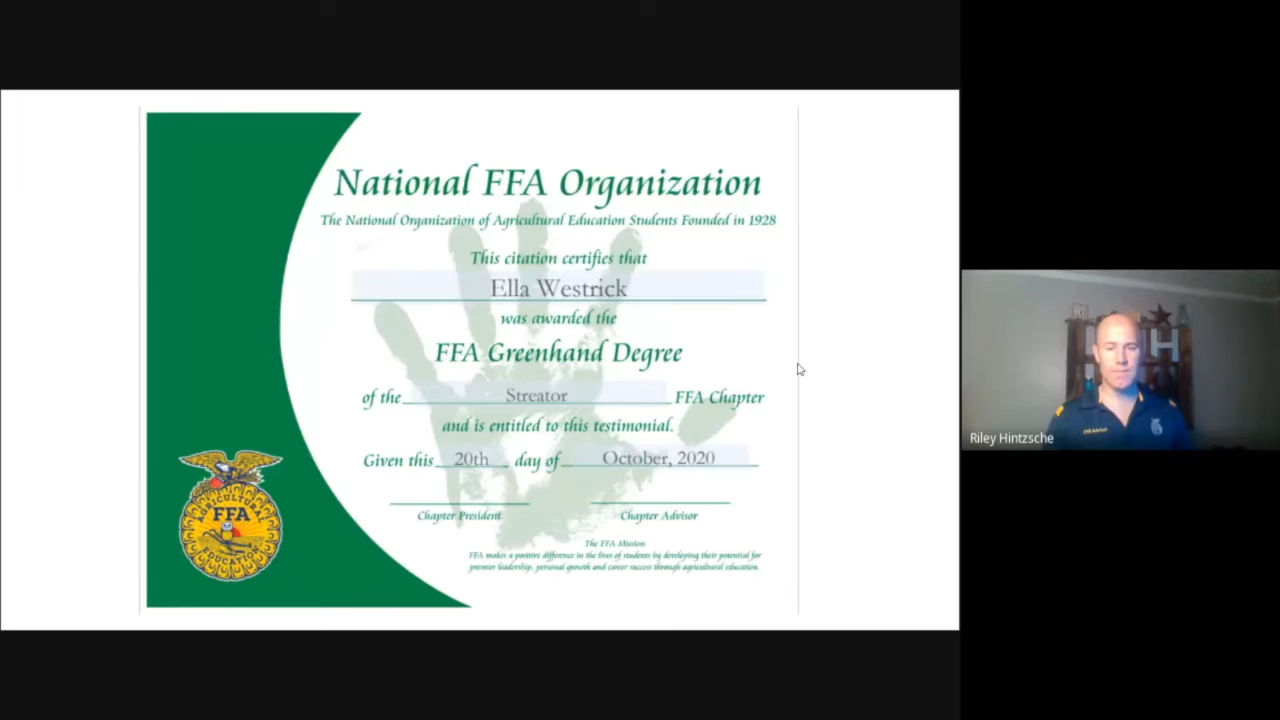 National FFA Organization
The National Organization of Agricultural Education Students Founded in 1928
This citation certifies that
Ella Westrick
was awarded the
FFA Greenhand Degree
of the Streator FFA Chapter
and is entitled to this testimonial.
Given this 20th day of October, 2020
Chapter President Chapter Advisor
The FFA Mission
FFA makes a positive difference in the lives of students by developing their potential for
premier leadership, personal growth and career success through agricultural education.
AGRICULTURAL
FFA
EDUCATION
H
Riley Hintzsche